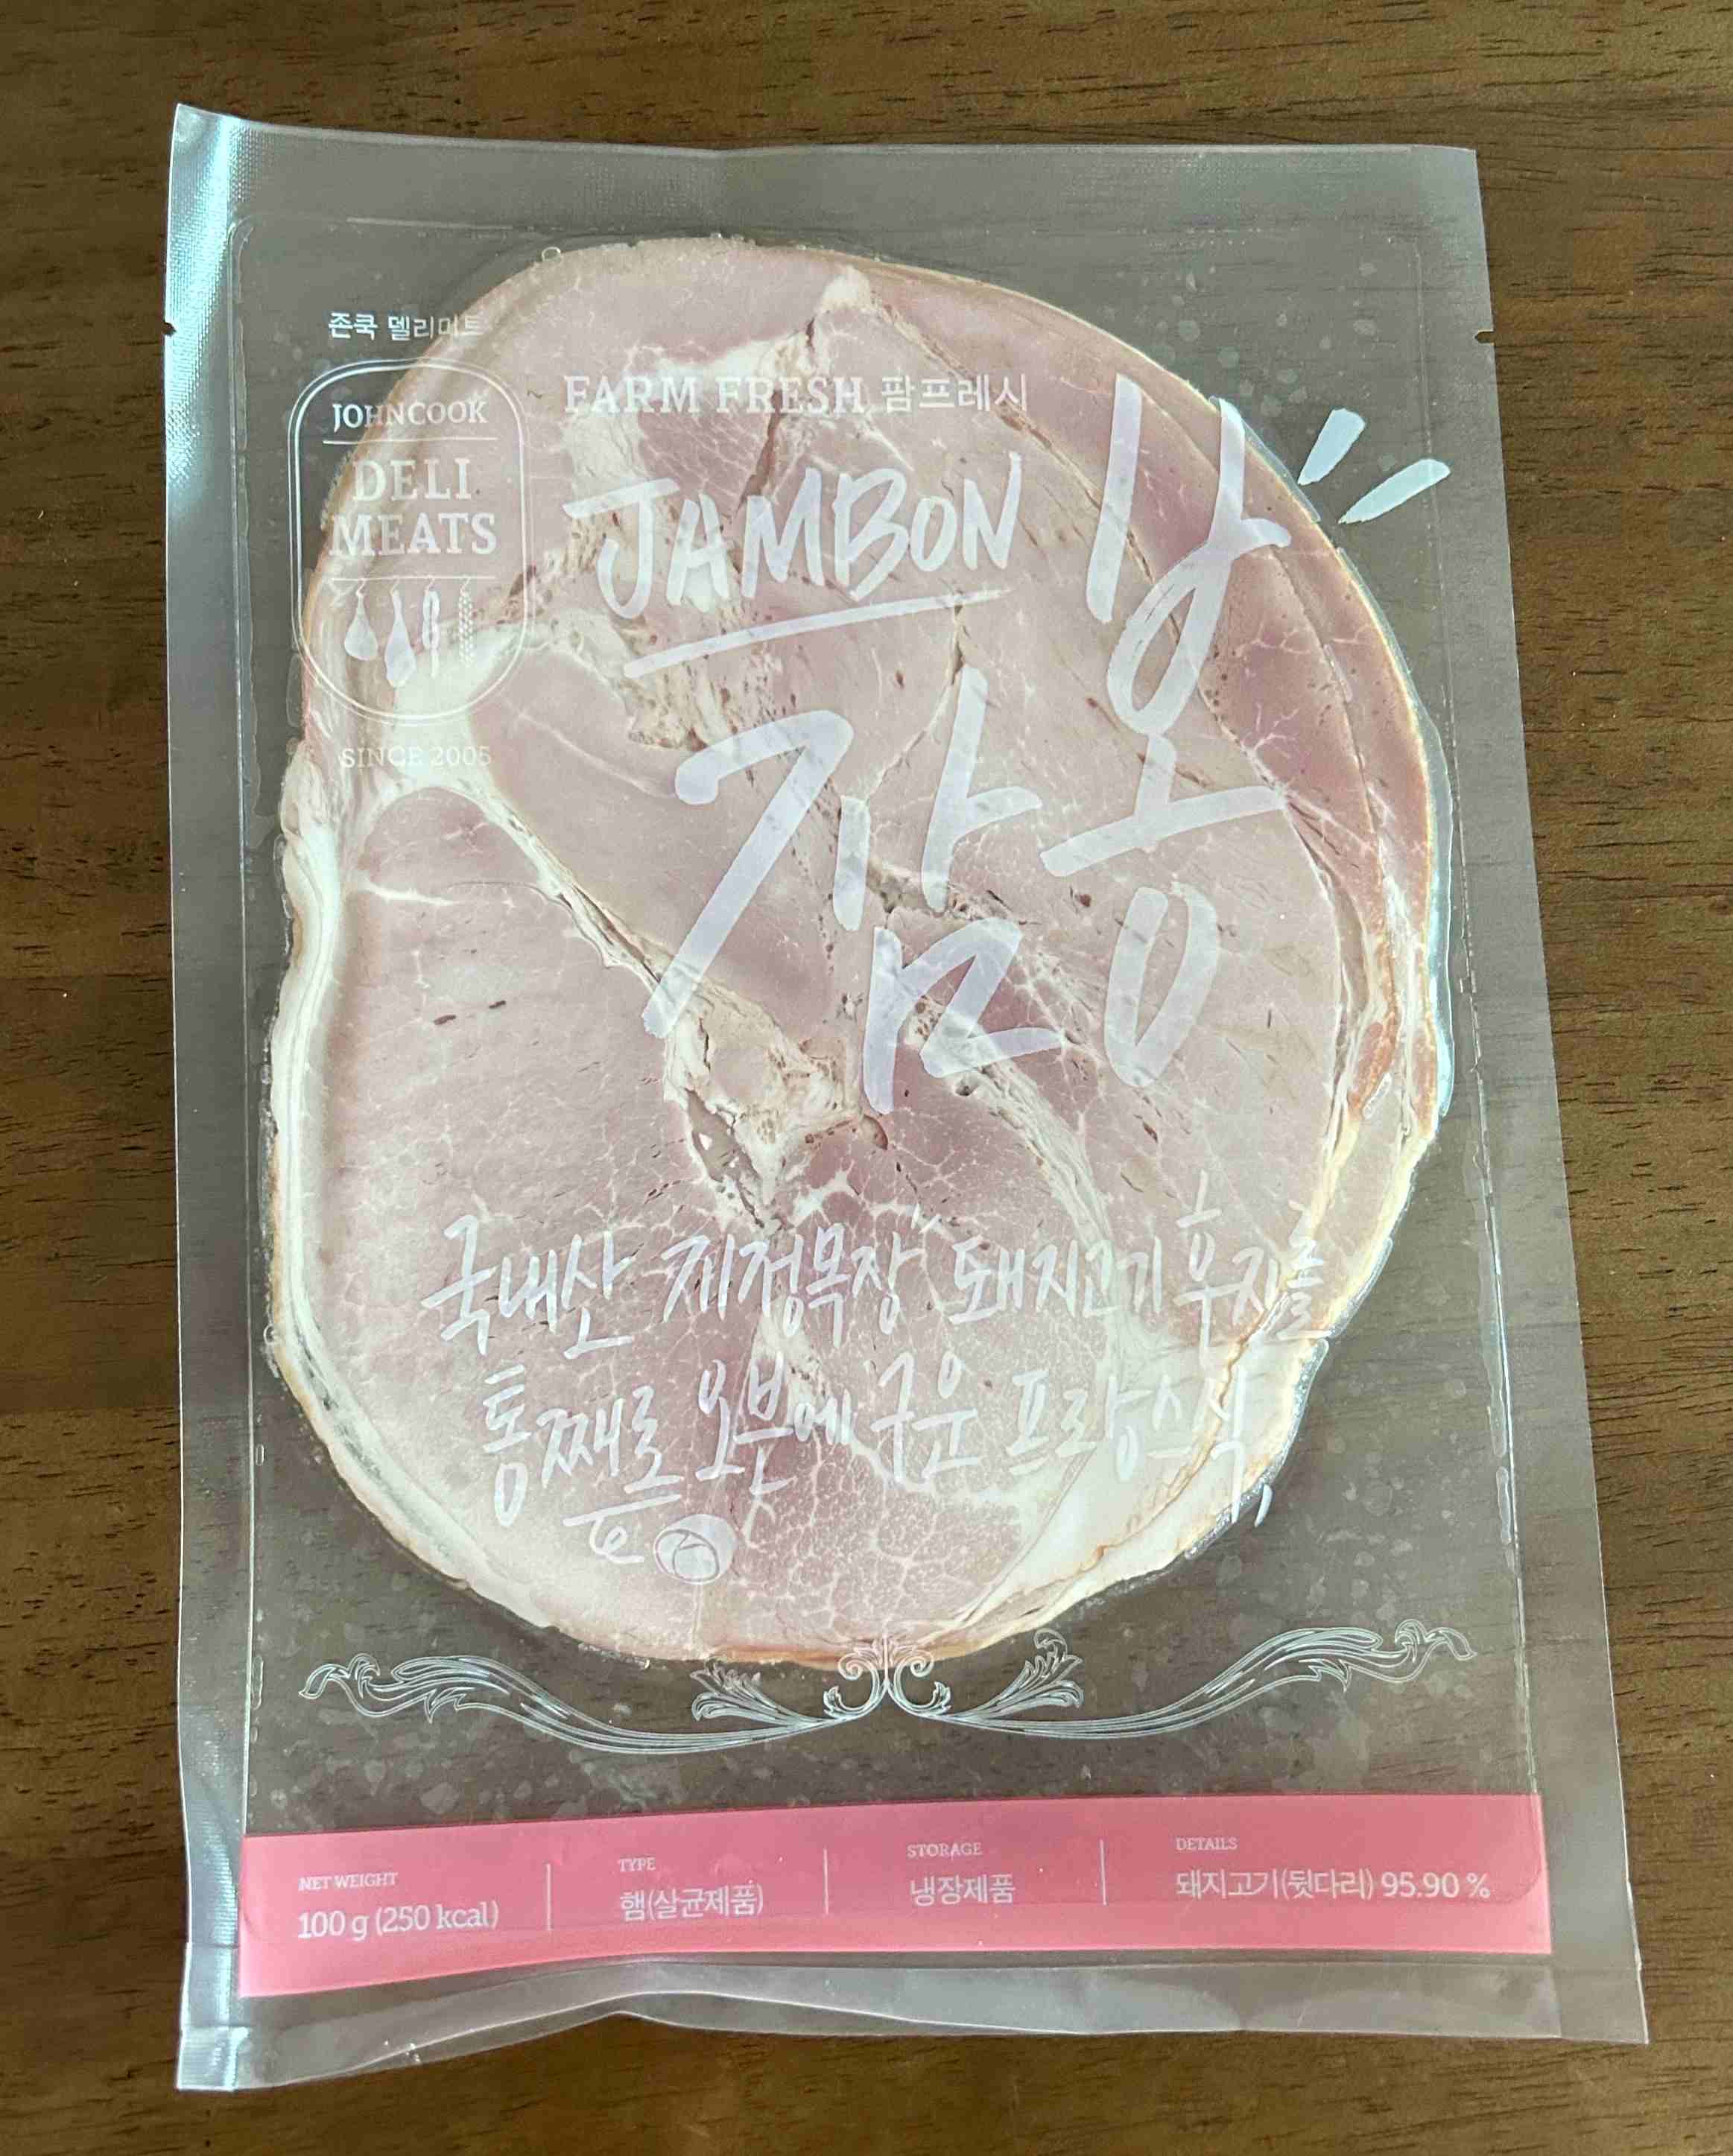 존쿡 델리미트
JOHNCOOK
DELI
MEATS
SINCE 2005
FARM FRESH 팜프레시
JAMBON
잠봉
국내산 지정목장 돼지고기 후지를
통째로 오븐에 구운 프랑스식
NET WEIGHT
100 g (250 kcal)
TYPE
햄(살균제품)
STORAGE
냉장제품
DETAILS
돼지고기(뒷다리) 95.90 %